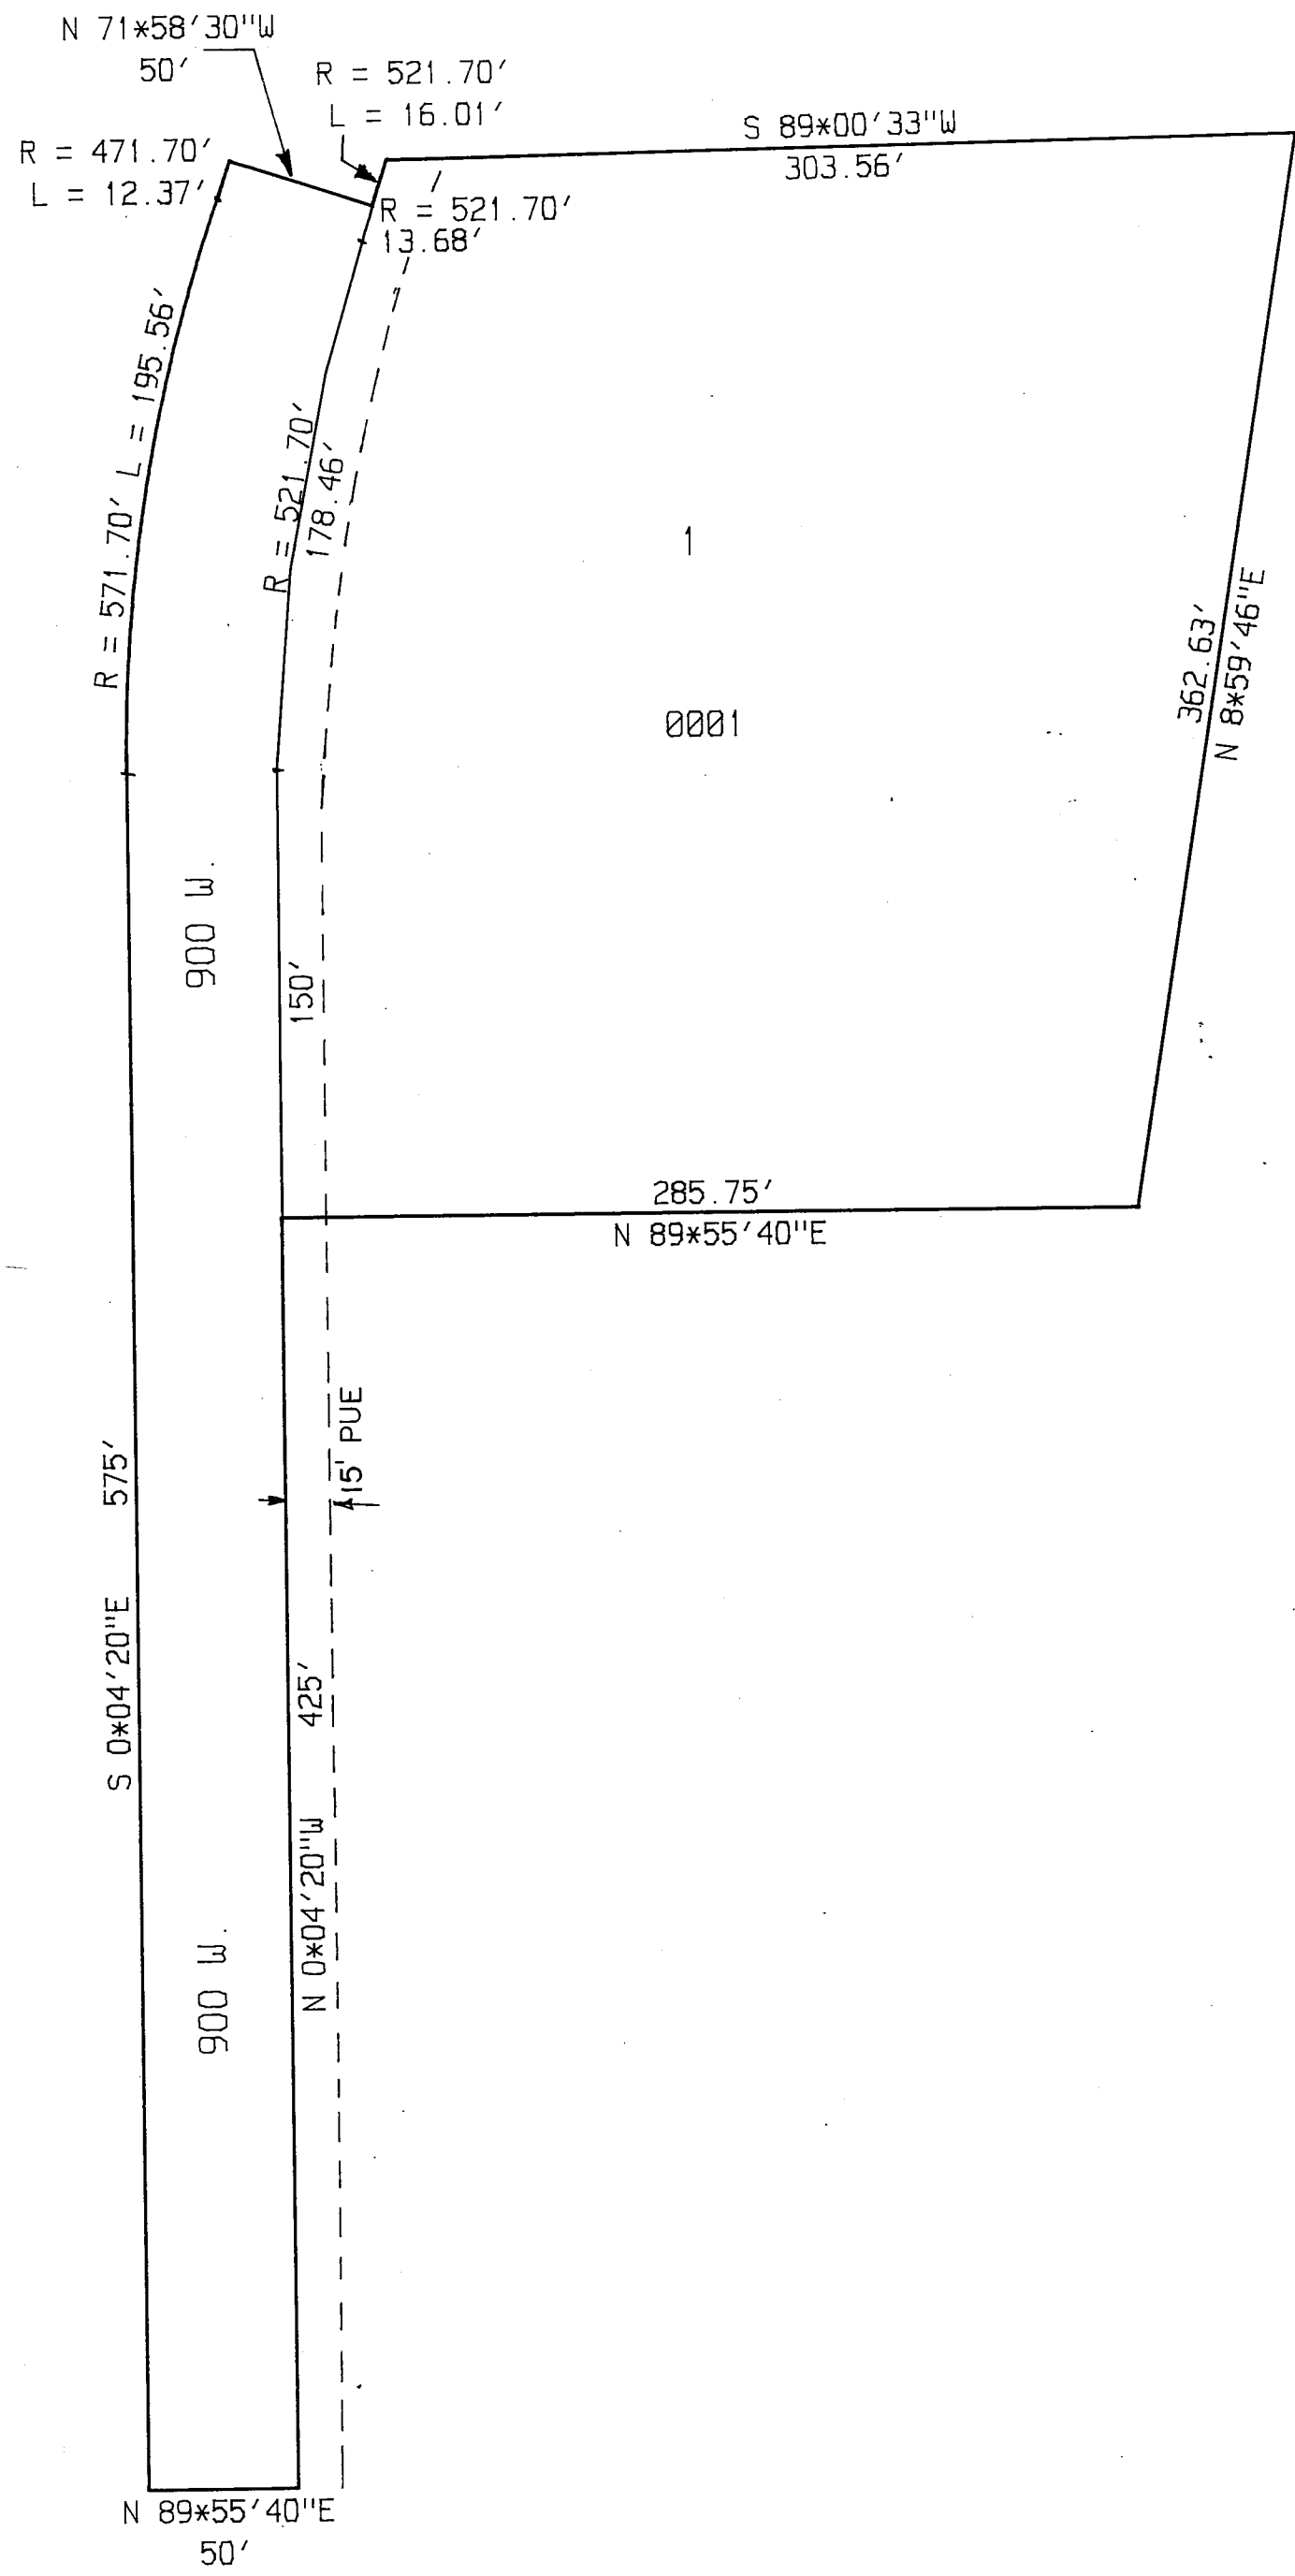 N 71*58'30"W
50'
R = 521.70'
L = 16.01'
S 89*00'33"W
303.56'
R = 471.70'
L = 12.37'
R = 521.70'
13.68'
R = 571.70' L = 195.56'
R = 521.70'
178.46'
1
0001
362.63'
N 8*59'46"E
900 W.
150'
285.75'
N 89*55'40"E
15' PUE
S 0*04'20"E 575'
N 0*04'20"W 425'
900 W.
N 89*55'40"E
50'